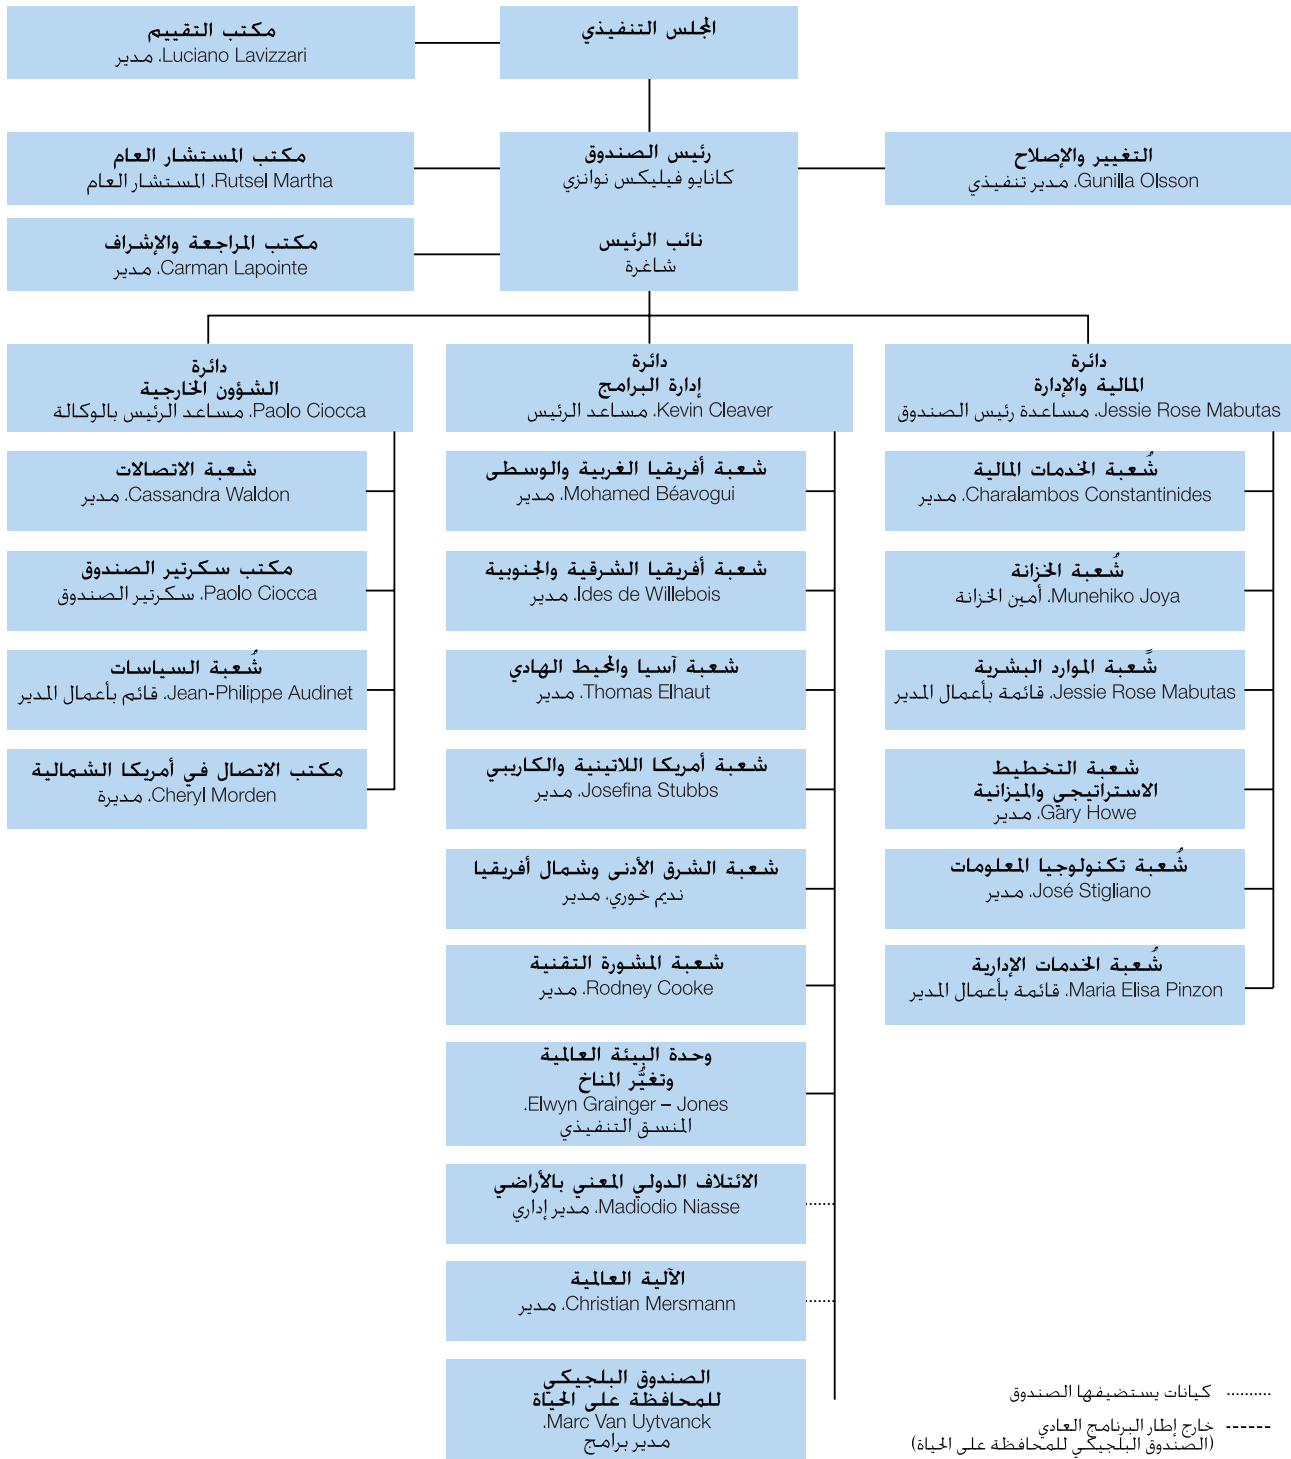 المجلس التنفيذي
مكتب التقييم
Luciano Lavizzari، مدير
التغيير والإصلاح
Gunilla Olsson، مدير تنفيذي
رئيس الصندوق
كانايو فيليكس نوانزي
مكتب المستشار العام
Rutsel Martha، المستشار العام
نائب الرئيس
شاغرة
مكتب المراجعة والإشراف
Carman Lapointe، مدير
دائرة
المالية والإدارة
Jessie Rose Mabutas، مساعدة رئيس الصندوق
شُعبة الخدمات المالية
Charalambos Constantinides، مدير
شُعبة الخزانة
Munehiko Joya، أمين الخزانة
شُعبة الموارد البشرية
Jessie Rose Mabutas، قائمة بأعمال المدير
شعبة التخطيط
الاستراتيجي والميزانية
Gary Howe، مدير
شُعبة تكنولوجيا المعلومات
José Stigliano، مدير
شُعبة الخدمات الإدارية
Maria Elisa Pinzon، قائمة بأعمال المدير
دائرة
إدارة البرامج
Kevin Cleaver، مساعد الرئيس
شعبة أفريقيا الغربية والوسطى
Mohamed Béavogui، مدير
شعبة أفريقيا الشرقية والجنوبية
Ides de Willebois، مدير
شعبة آسيا والمحيط الهادي
Thomas Elhaut، مدير
شعبة أمريكا اللاتينية والكاريبي
Josefina Stubbs، مدير
شعبة الشرق الأدنى وشمال أفريقيا
نديم خوري، مدير
شعبة المشورة التقنية
Rodney Cooke، مدير
وحدة البيئة العالمية
وتغيُّر المناخ
Elwyn Grainger – Jones،
المنسق التنفيذي
الائتلاف الدولي المعني بالأراضي
Madiodio Niasse، مدير إداري
الآلية العالمية
Christian Mersmann، مدير
الصندوق البلجيكي
للمحافظة على الحياة
Marc Van Uytvanck،
مدير برامج
دائرة
الشؤون الخارجية
Paolo Ciocca، مساعد الرئيس بالوكالة
شعبة الاتصالات
Cassandra Waldon، مدير
مكتب سكرتير الصندوق
Paolo Ciocca، سكرتير الصندوق
شُعبة السياسات
Jean-Philippe Audinet، قائم بأعمال المدير
مكتب الاتصال في أمريكا الشمالية
Cheryl Morden، مديرة
كيانات يستضيفها الصندوق
خارج إطار البرنامج العادي
(الصندوق البلجيكي للمحافظة على الحياة)